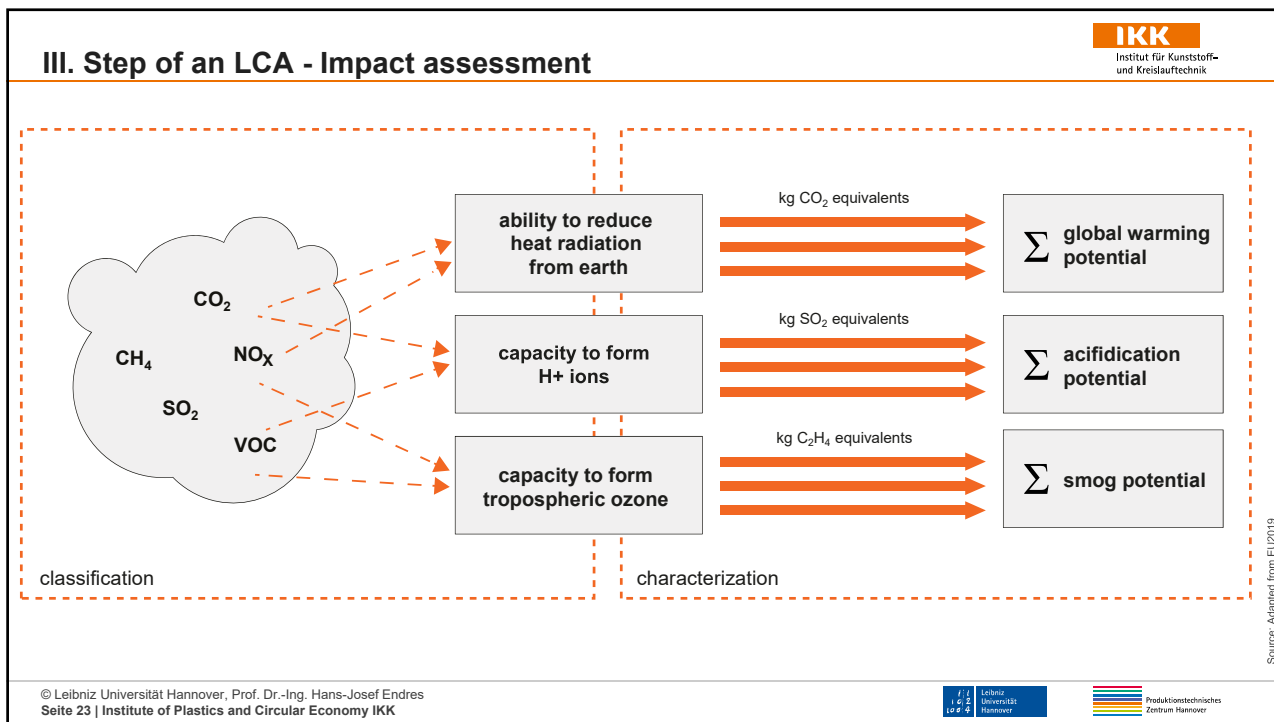 III. Step of an LCA - Impact assessment
IKK
Institut für Kunststoff-
und Kreislauftechnik
CO₂
CH₄
NOX
SO₂
VOC
classification
ability to reduce
heat radiation
from earth
capacity to form
H+ ions
capacity to form
tropospheric ozone
kg CO₂ equivalents
kg SO₂ equivalents
kg C₂H₄ equivalents
characterization
Σ global warming
potential
Σ acifidication
potential
Σ smog potential
Source: Adapted from EU2019
© Leibniz Universität Hannover, Prof. Dr.-Ing. Hans-Josef Endres
Seite 23 | Institute of Plastics and Circular Economy IKK
Leibniz
Universität
Hannover
Produktionstechnisches
Zentrum Hannover